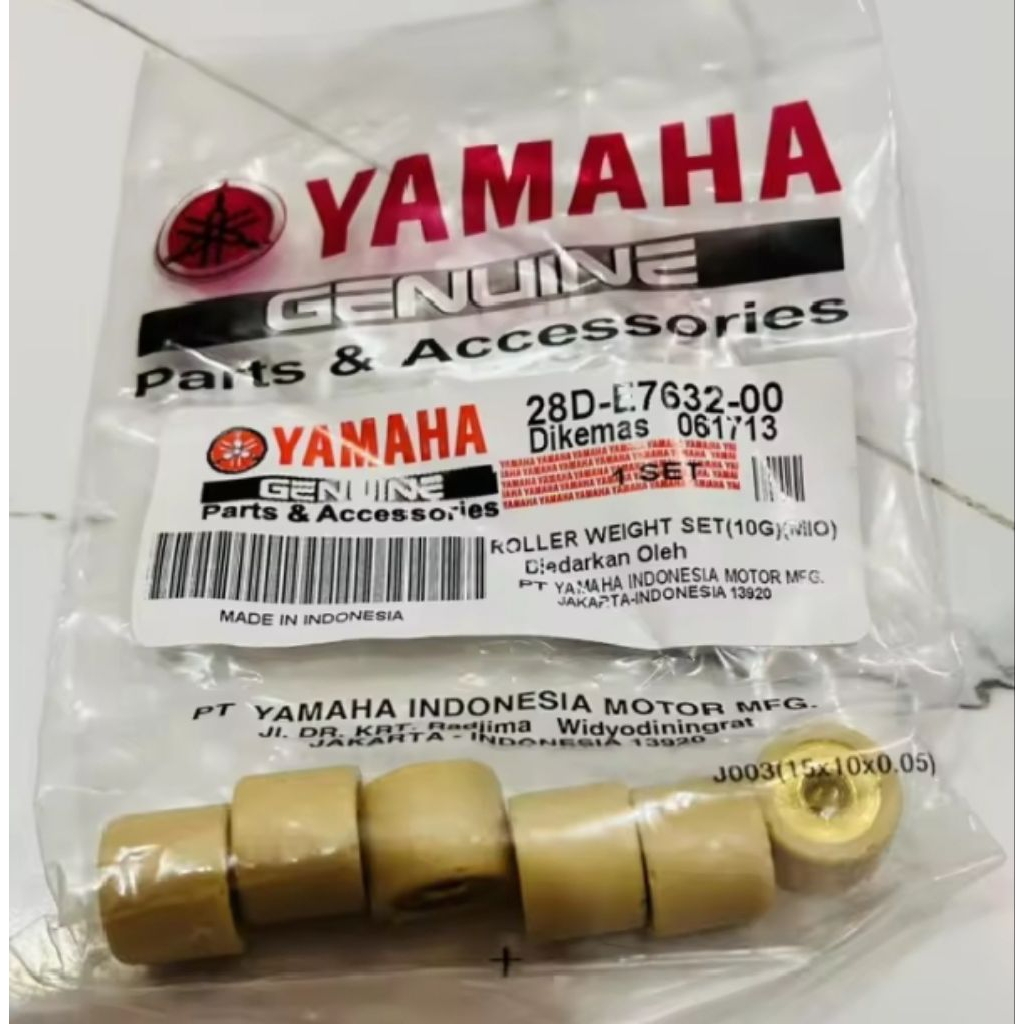 YAMAHA
GENUINE
Parts & Accessories
28D-E7632-00
Dikemas 061713
YAMAHA
GENUINE
Parts & Accessories
1 SET
ROLLER WEIGHT SET(10G)(MIO)
Diedarkan Oleh
PT YAMAHA INDONESIA MOTOR MFG.
JAKARTA-INDONESIA 13920
MADE IN INDONESIA
PT YAMAHA INDONESIA MOTOR MFG.
Jl. DR. KRT. Radjima Widyodiningrat
JAKARTA - INDONESIA 13920
J003(15x10x0.05)